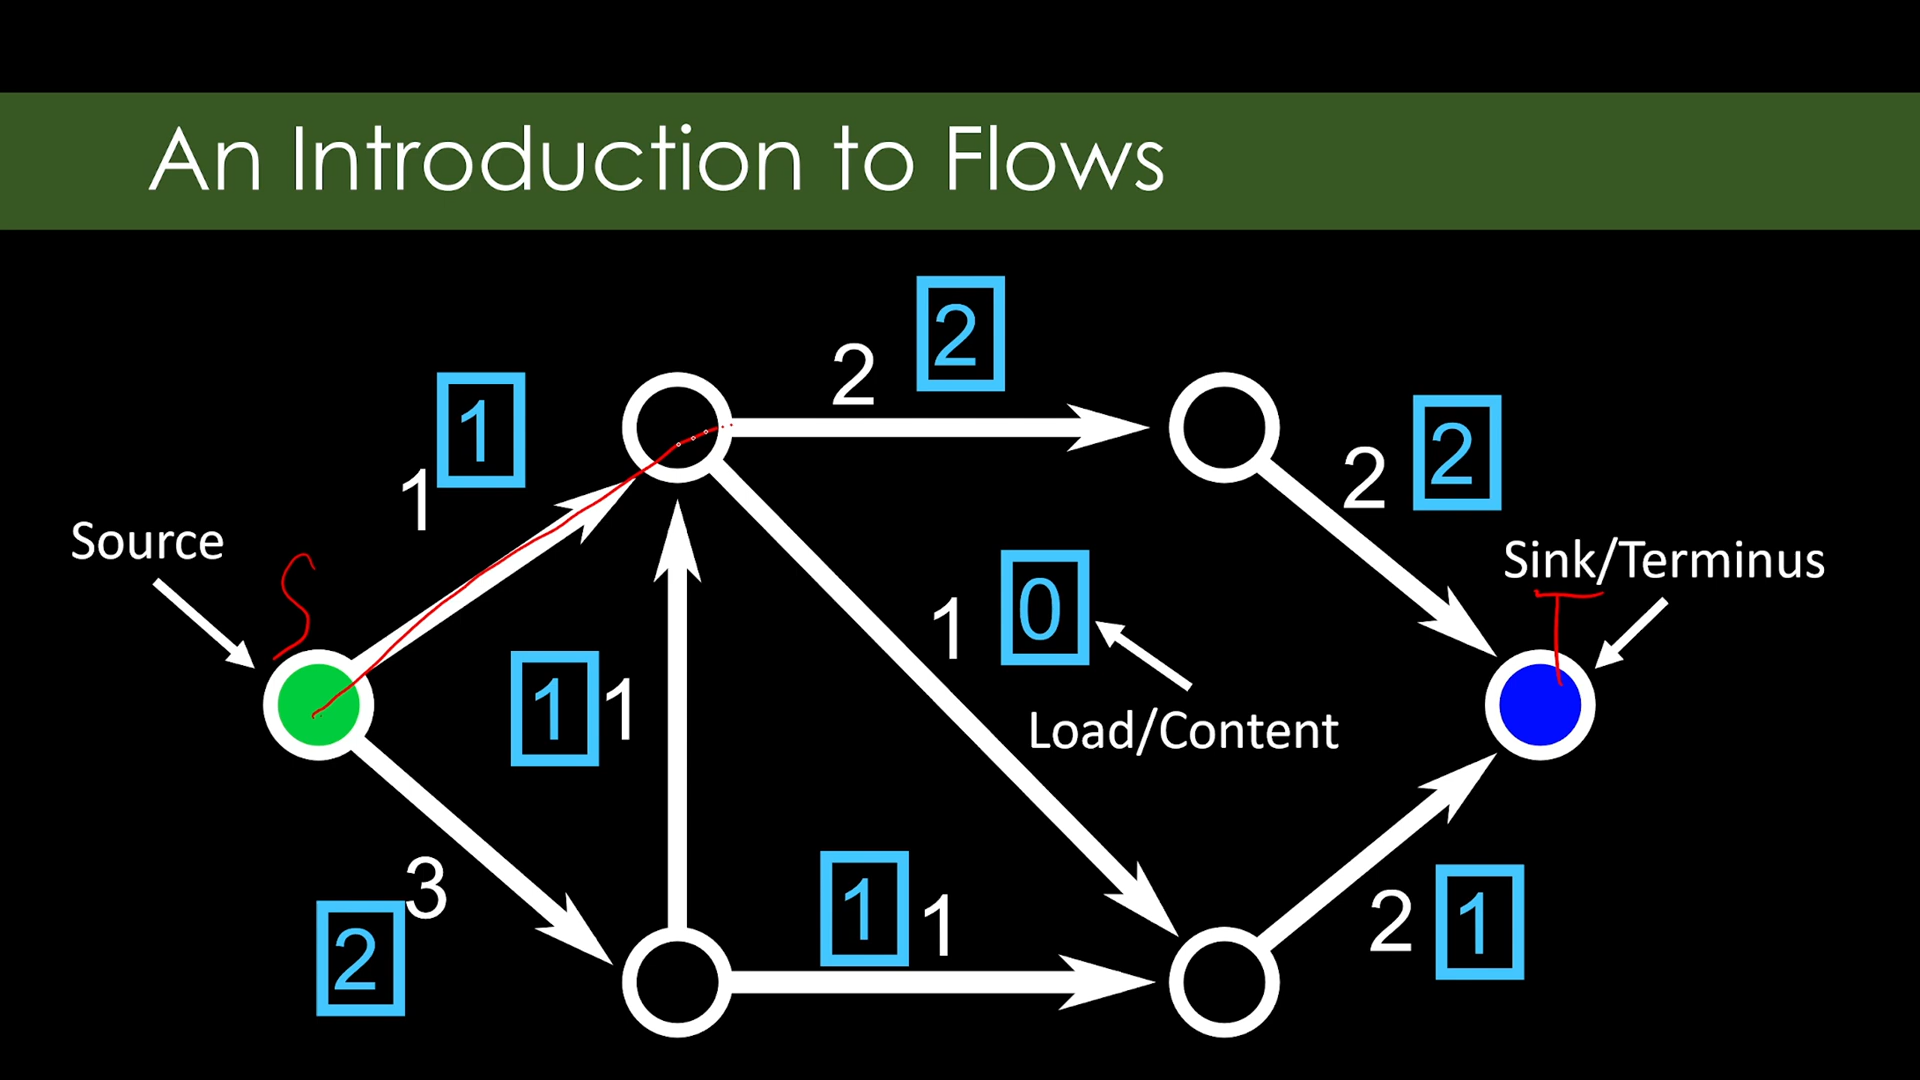 An Introduction to Flows
2
2
1
2
2
1
Source
S
Sink/Terminus
T
1
0
1
1
Load/Content
3
1
1
2
1
2